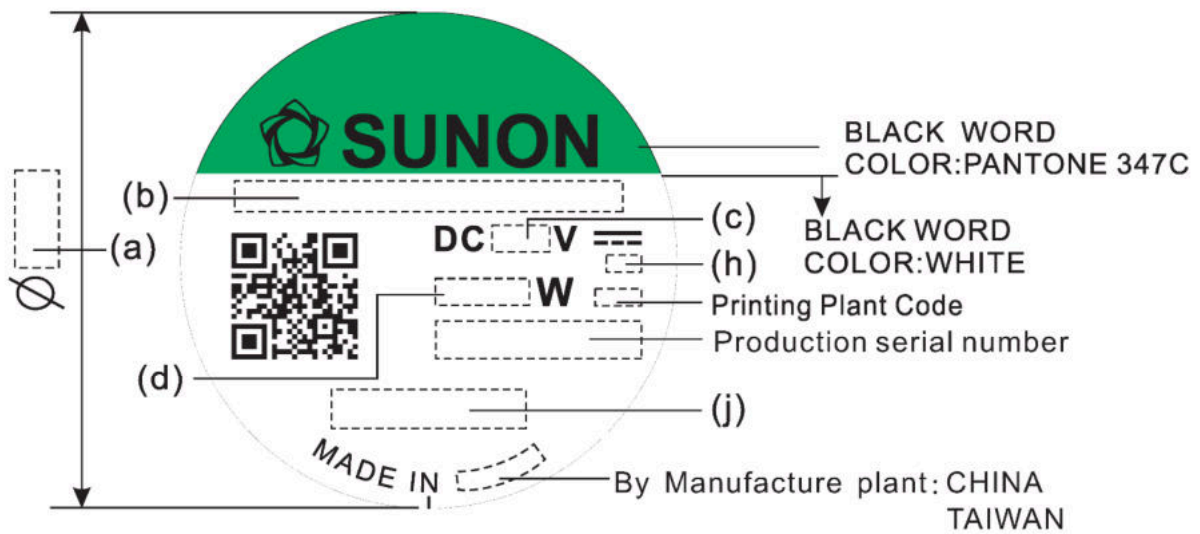 SUNON
BLACK WORD
COLOR:PANTONE 347C
(b)
(c)
DC V
BLACK WORD
COLOR:WHITE
(a)
(h)
Ø
W
Printing Plant Code
Production serial number
(d)
(j)
MADE IN
By Manufacture plant: CHINA
TAIWAN